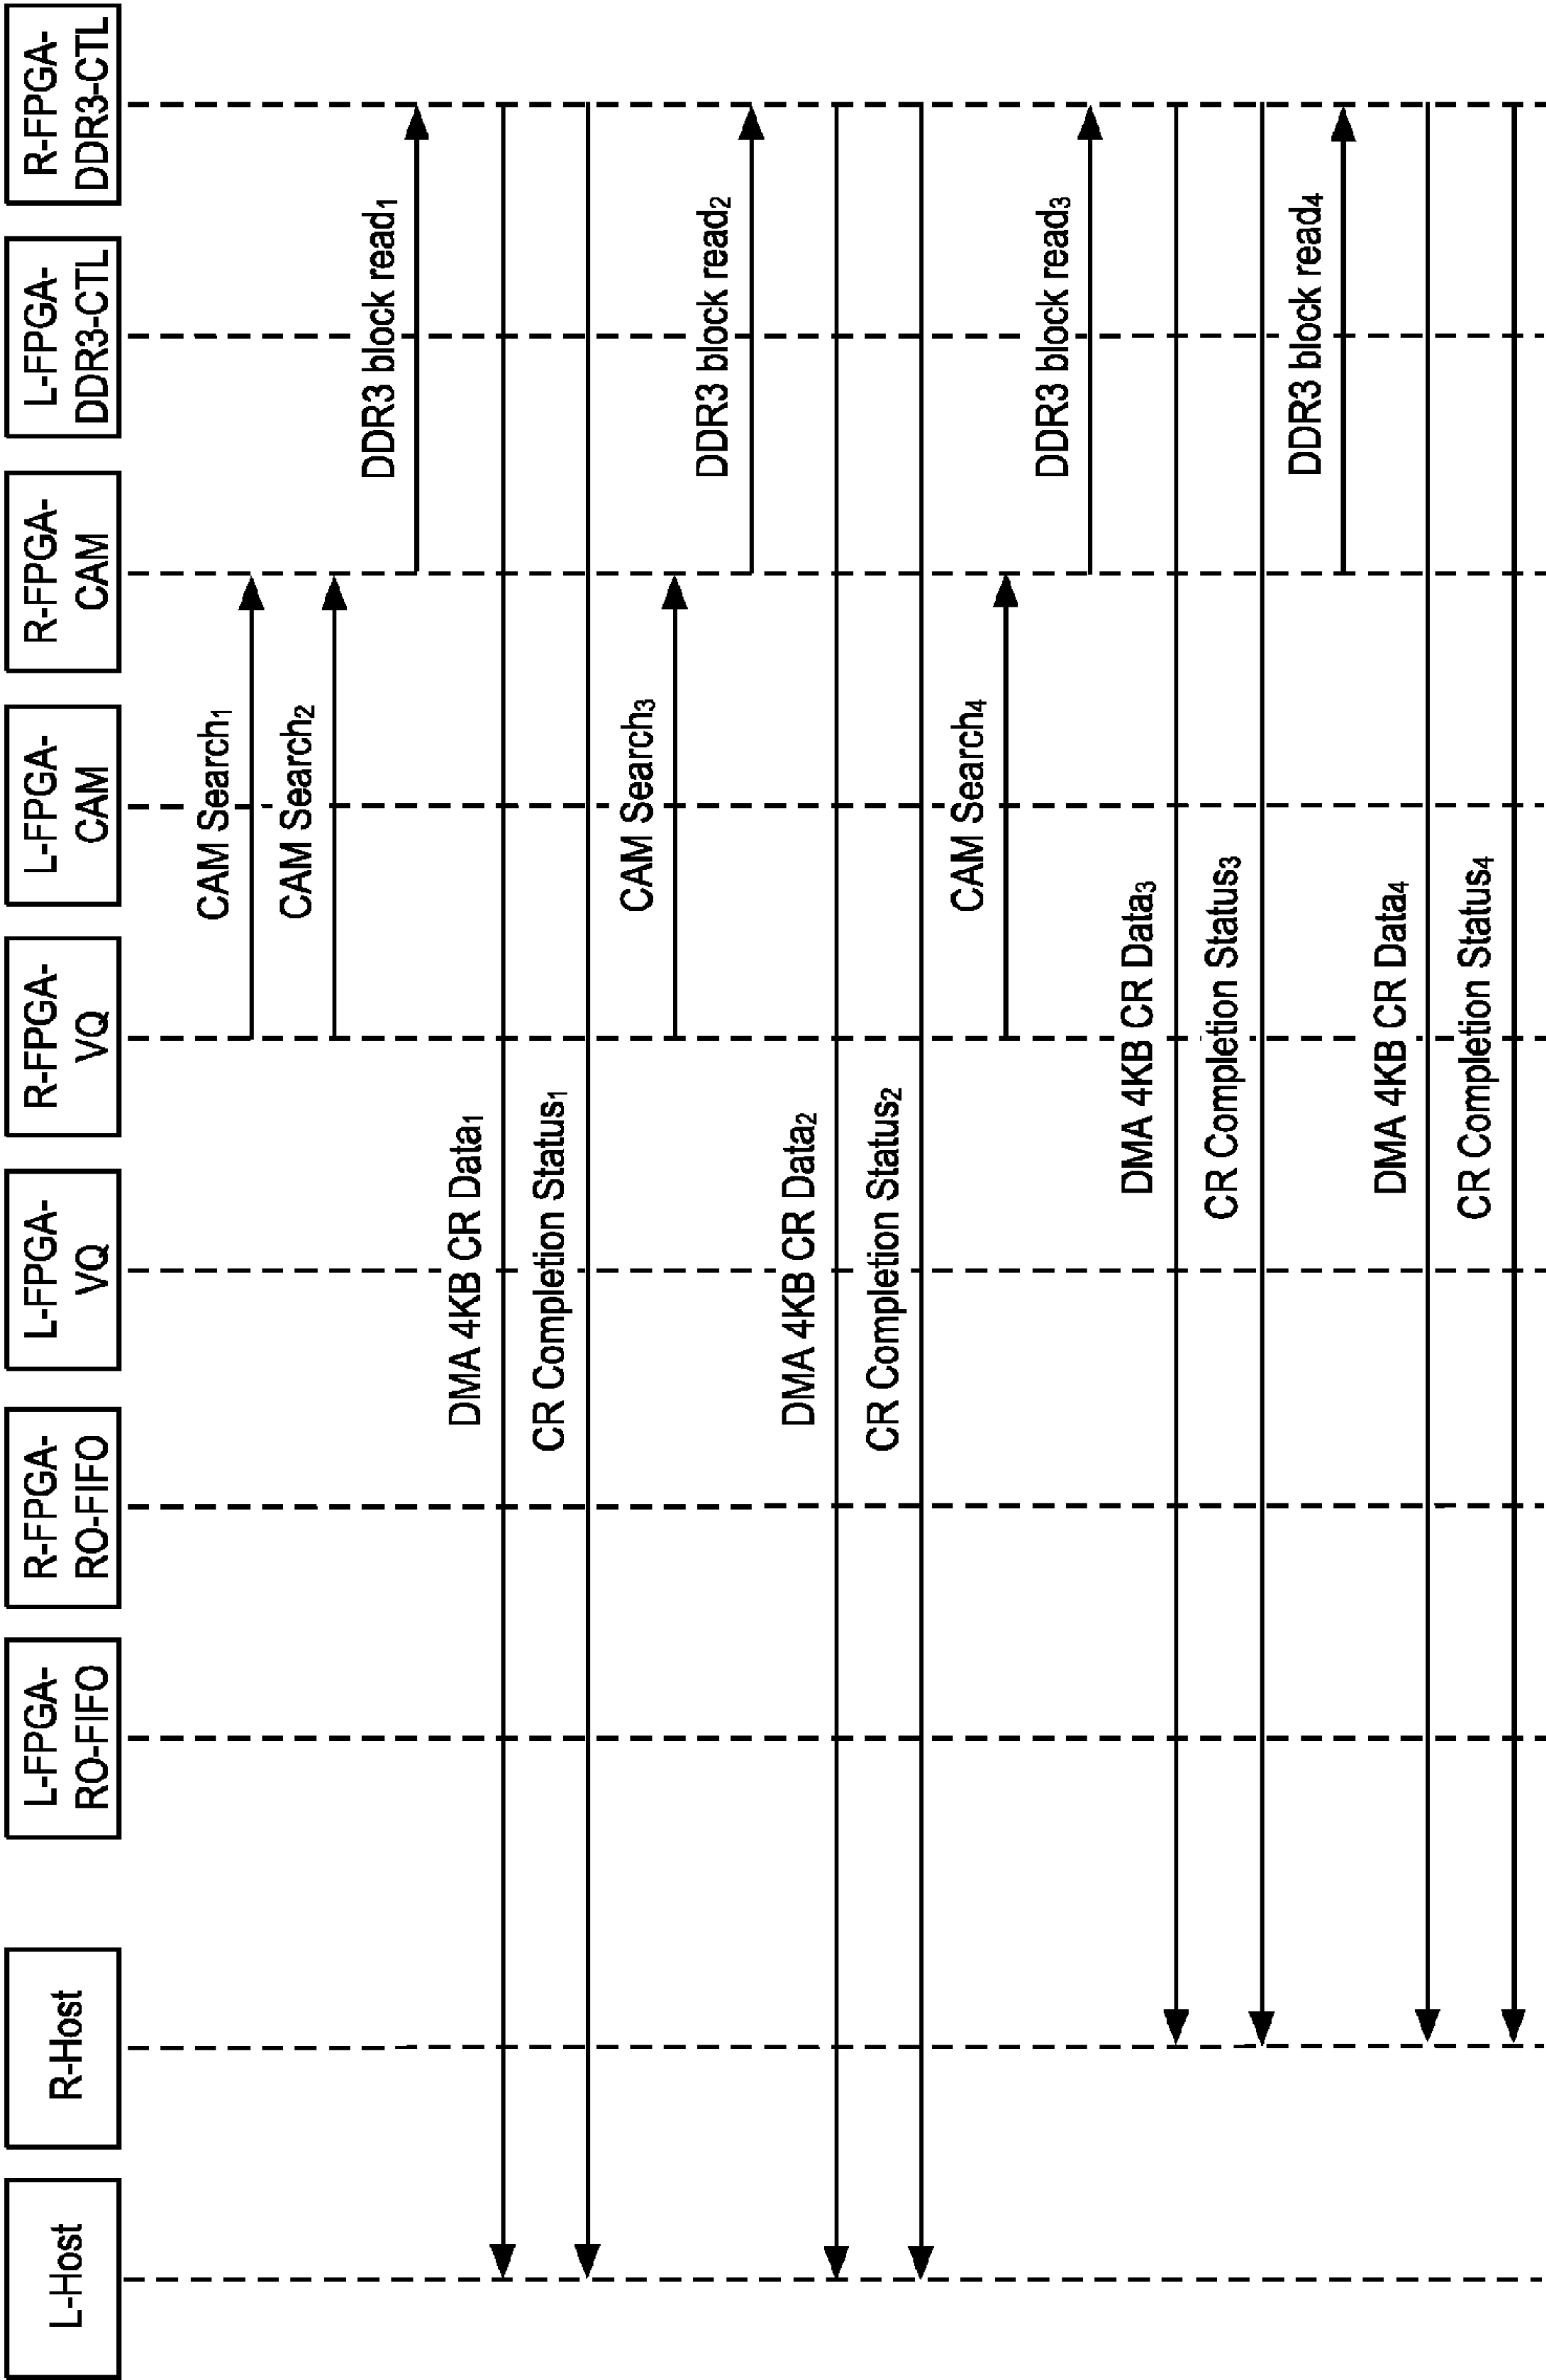 L-Host
R-Host
L-FPGA-
RO-FIFO
R-FPGA-
RO-FIFO
L-FPGA-
VQ
R-FPGA-
VQ
L-FPGA-
CAM
R-FPGA-
CAM
L-FPGA-
DDR3-CTL
R-FPGA-
DDR3-CTL
CAM Search₁
CAM Search₂
DDR3 block read₁
DMA 4KB CR Data₁
CR Completion Status₁
CAM Search₃
DDR3 block read₂
DMA 4KB CR Data₂
CR Completion Status₂
CAM Search₄
DDR3 block read₃
DMA 4KB CR Data₃
CR Completion Status₃
DDR3 block read₄
DMA 4KB CR Data₄
CR Completion Status₄